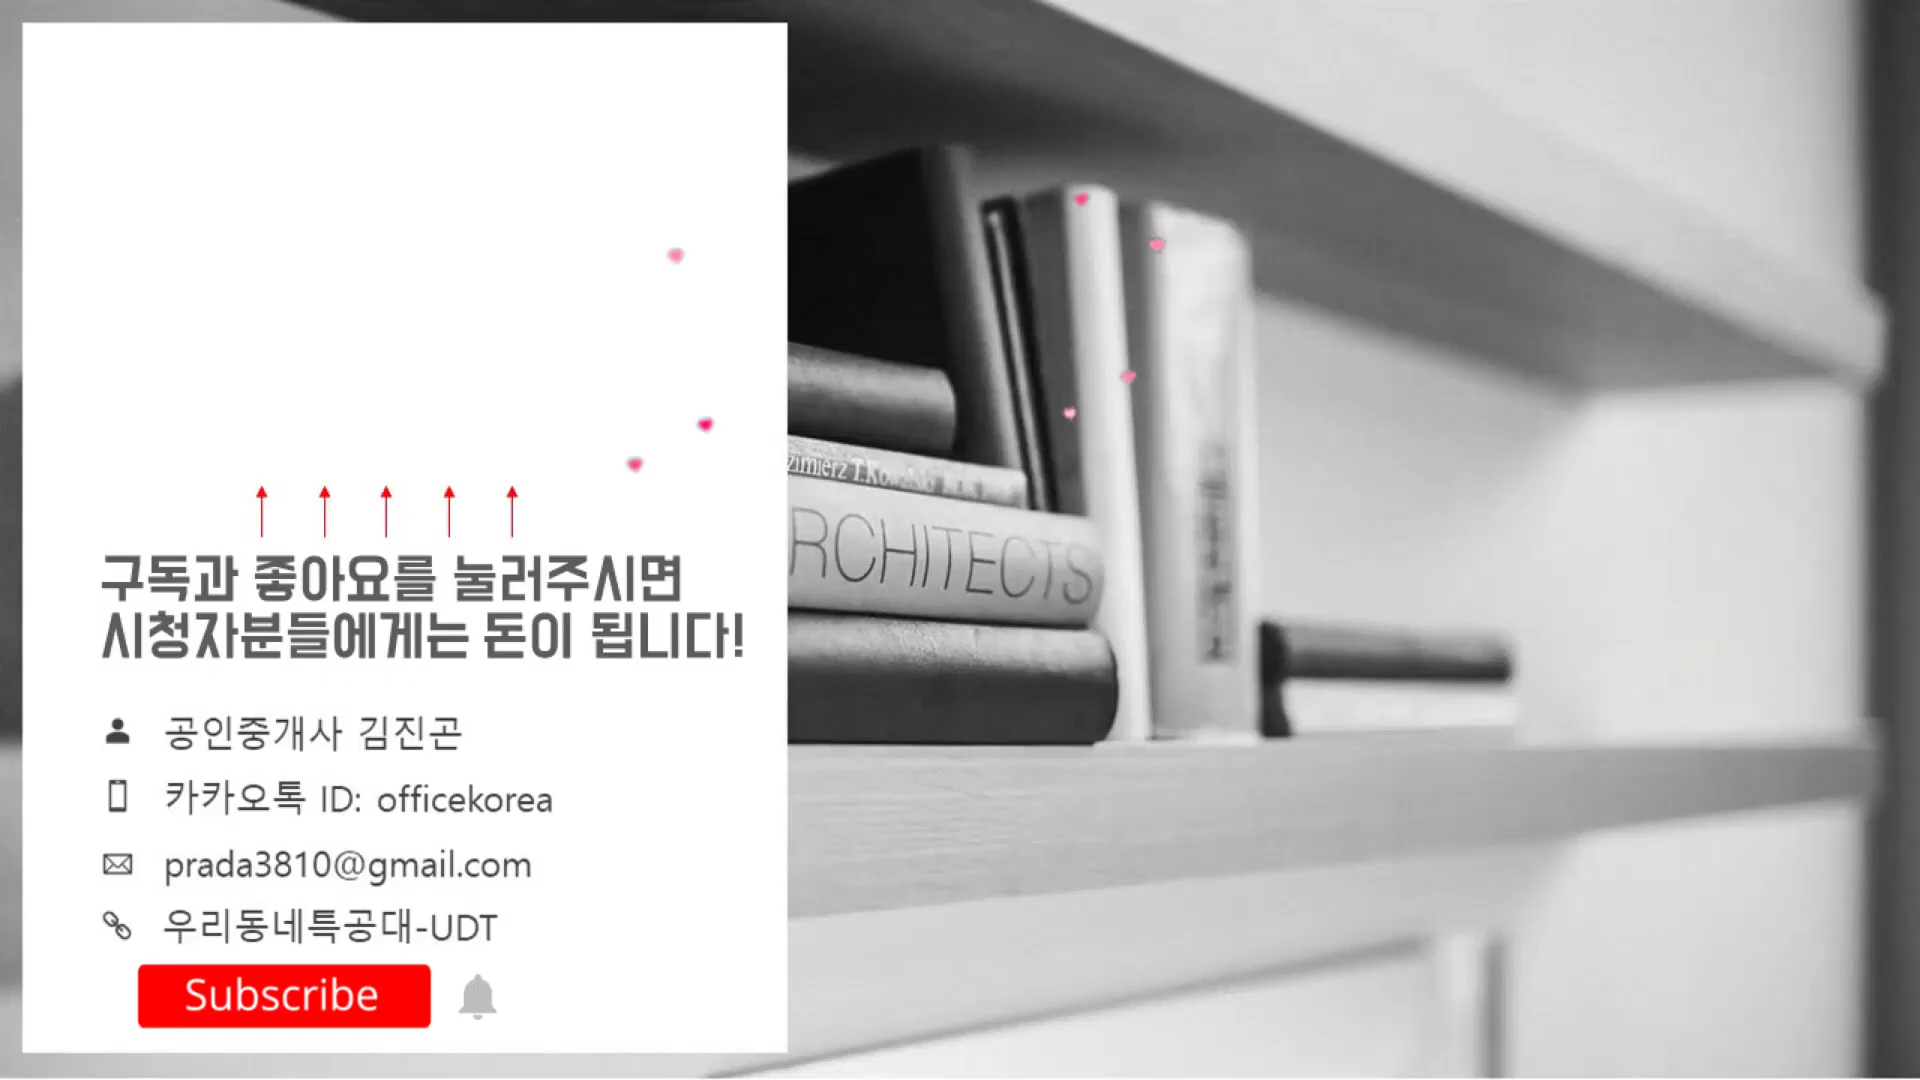 구독과 좋아요를 눌러주시면
시청자분들에게는 돈이 됩니다!
공인중개사 김진곤
카카오톡 ID: officekorea
prada3810@gmail.com
우리동네특공대-UDT
Subscribe
zimierz T.
RCHITECTS